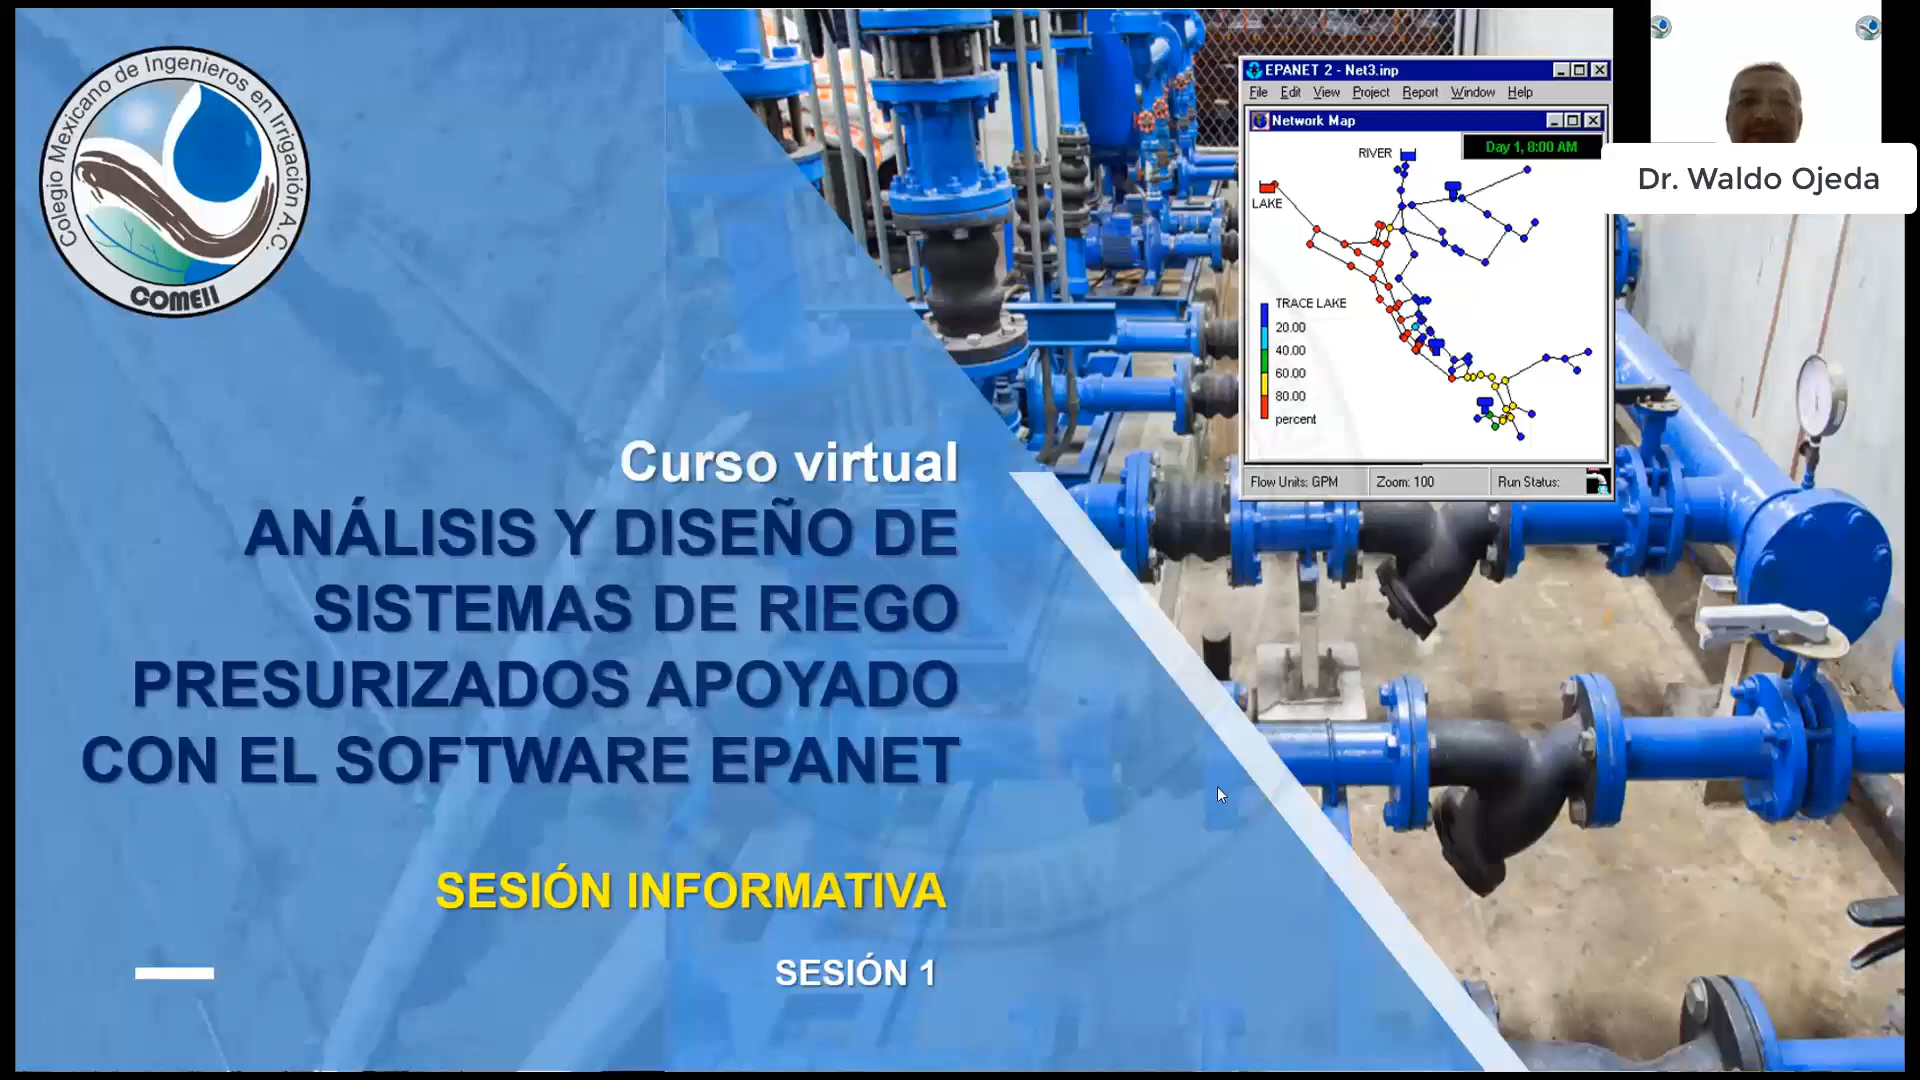 Colegio Mexicano de Ingenieros en Irrigación A.C.
COMEII
Curso virtual
ANÁLISIS Y DISEÑO DE
SISTEMAS DE RIEGO
PRESURIZADOS APOYADO
CON EL SOFTWARE EPANET
SESIÓN INFORMATIVA
SESIÓN 1
EPANET 2 - Net3.inp
File Edit View Project Report Window Help
Network Map
Day 1, 8:00 AM
RIVER
LAKE
TRACE LAKE
20.00
40.00
60.00
80.00
percent
Flow Units: GPM Zoom: 100 Run Status:
Dr. Waldo Ojeda